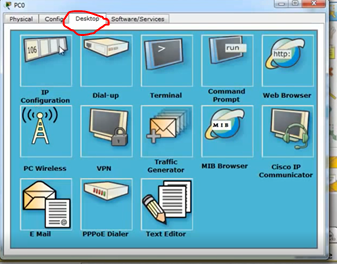 PC0
Physical Config Desktop Software/Services
106
>
run
http:
IP
Configuration
Dial-up
Terminal
Command
Prompt
Web Browser
MIB
PC Wireless
VPN
Traffic
Generator
MIB Browser
Cisco IP
Communicator
E Mail
PPPoE Dialer
Text Editor